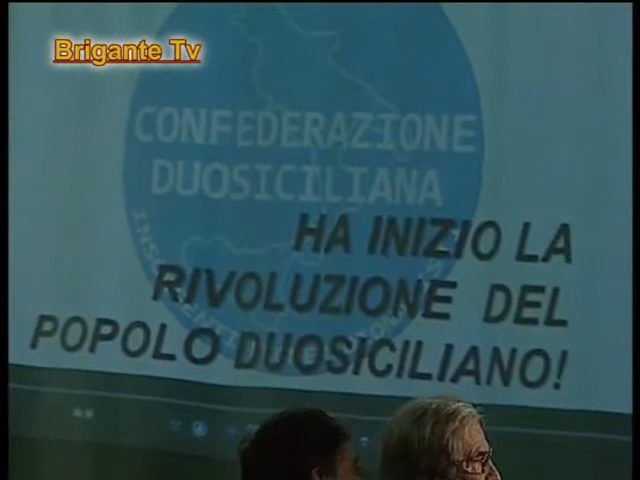 Brigante Tv
CONFEDERAZIONE
DUOSICILIANA
HA INIZIO LA
RIVOLUZIONE DEL
POPOLO DUOSICILIANO!